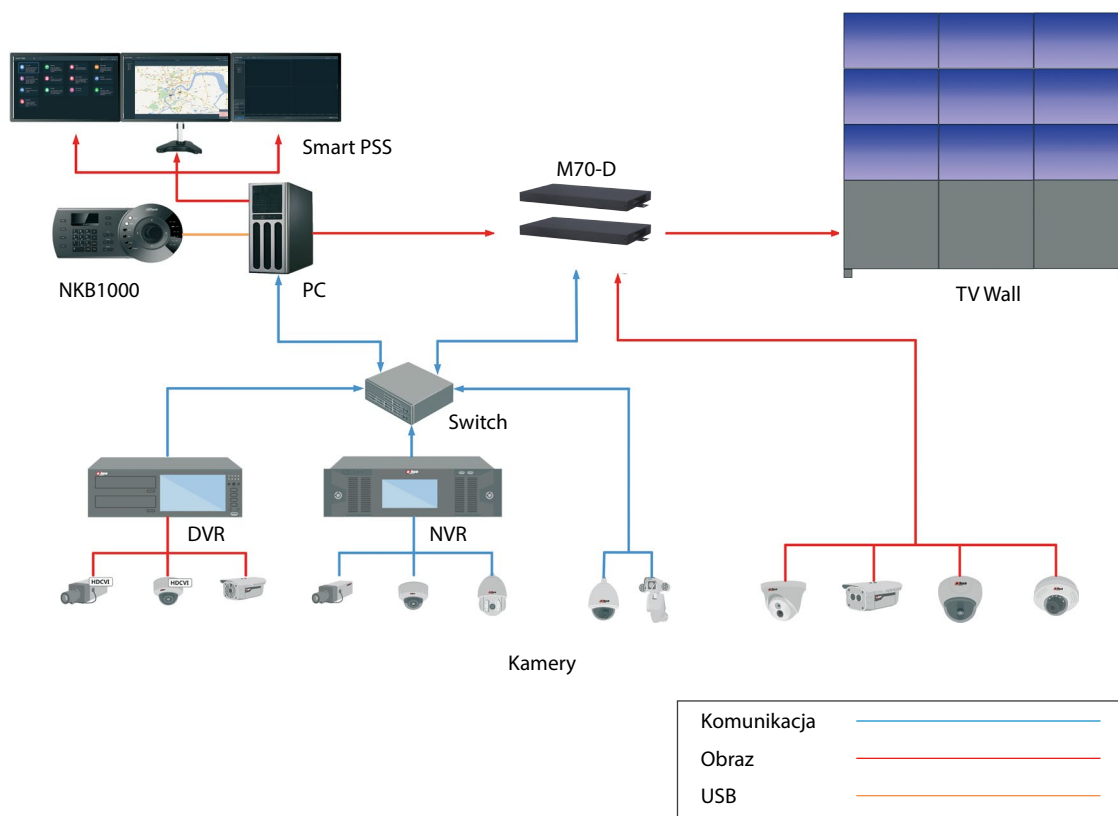 Smart PSS
M70-D
NKB1000
PC
TV Wall
Switch
DVR
NVR
HDCVI
HDCVI
Kamery
Komunikacja
Obraz
USB